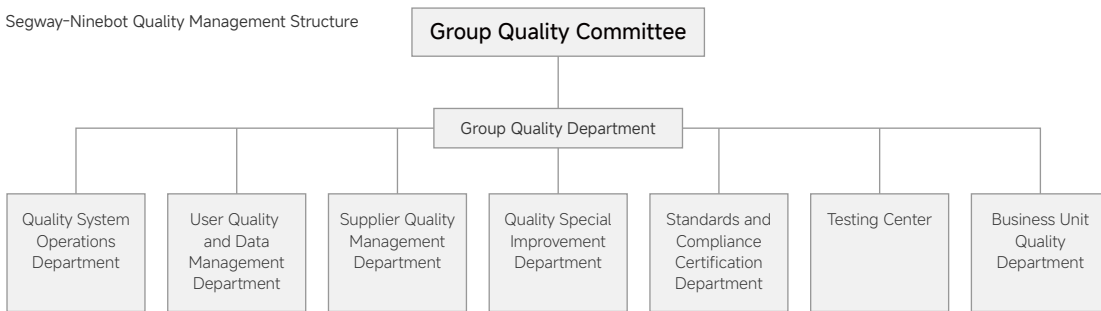 Segway-Ninebot Quality Management Structure
Group Quality Committee
Group Quality Department
Quality System
Operations
Department
User Quality
and Data
Management
Department
Supplier Quality
Management
Department
Quality Special
Improvement
Department
Standards and
Compliance
Certification
Department
Testing Center
Business Unit
Quality
Department